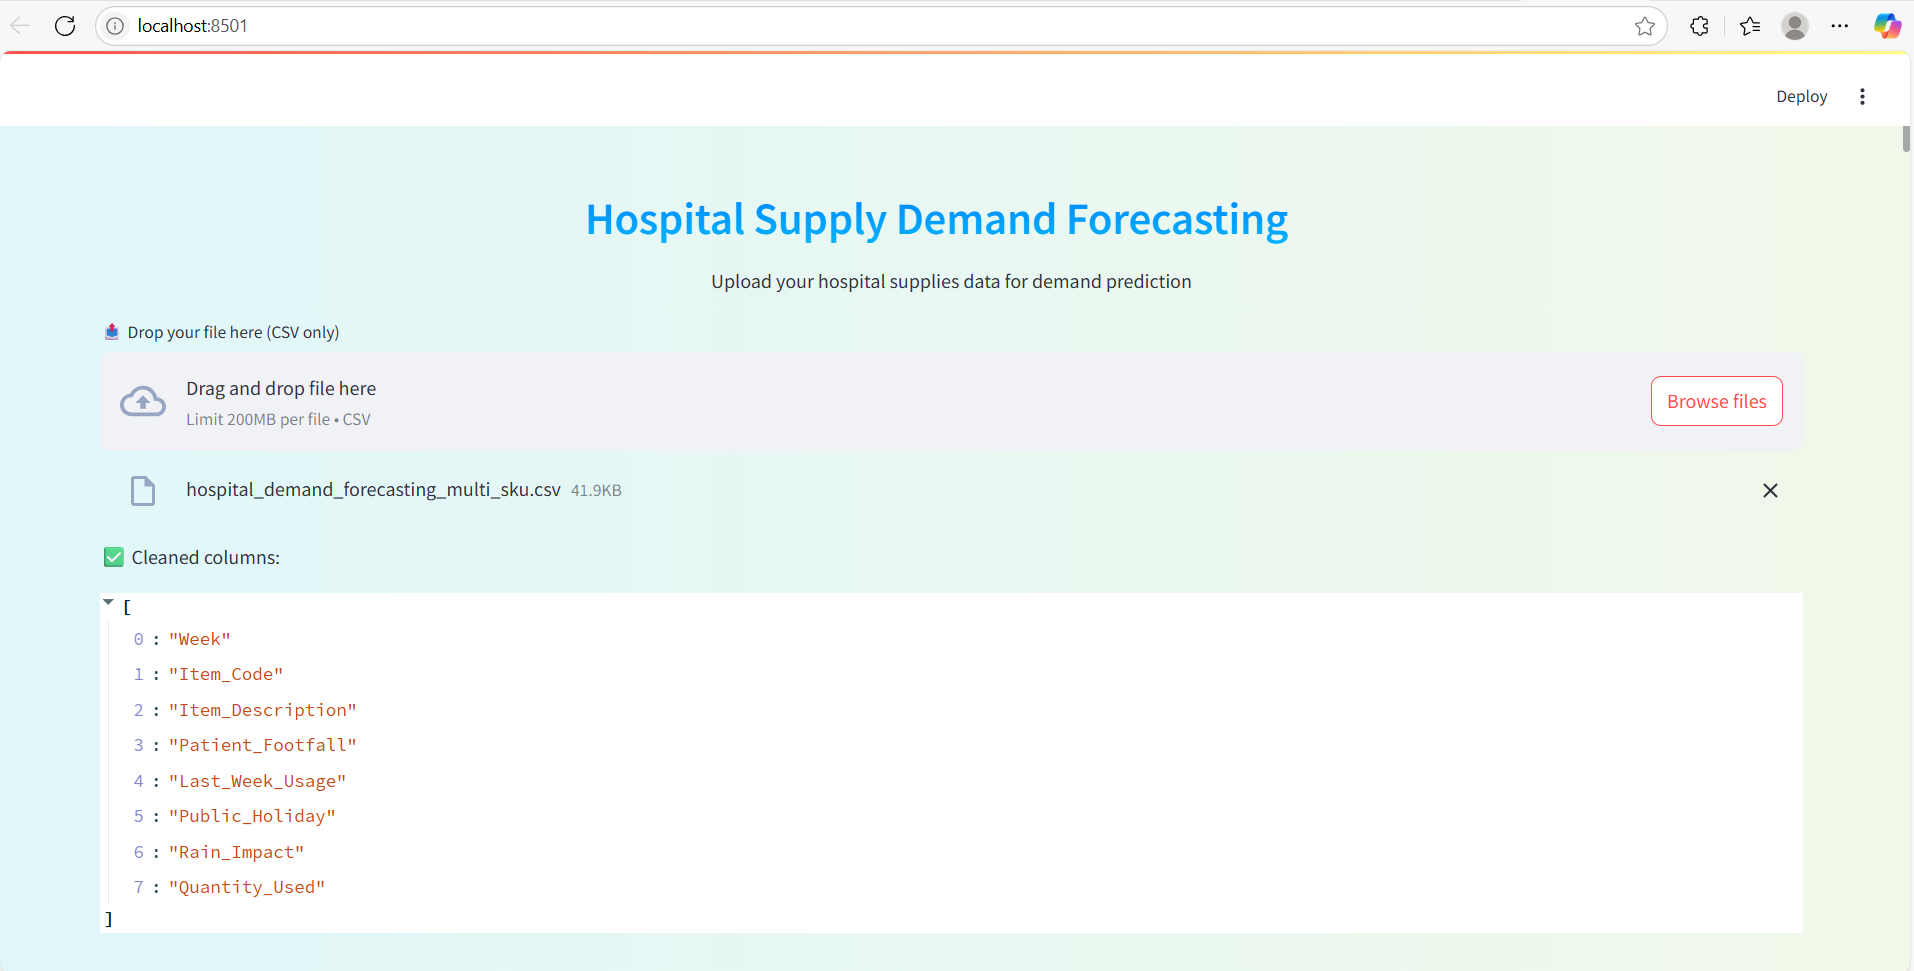 localhost:8501
Deploy
Hospital Supply Demand Forecasting
Upload your hospital supplies data for demand prediction
Drop your file here (CSV only)
Drag and drop file here
Limit 200MB per file • CSV
Browse files
hospital_demand_forecasting_multi_sku.csv 41.9KB
Cleaned columns:
[
0 : "Week"
1 : "Item_Code"
2 : "Item_Description"
3 : "Patient_Footfall"
4 : "Last_Week_Usage"
5 : "Public_Holiday"
6 : "Rain_Impact"
7 : "Quantity_Used"
]